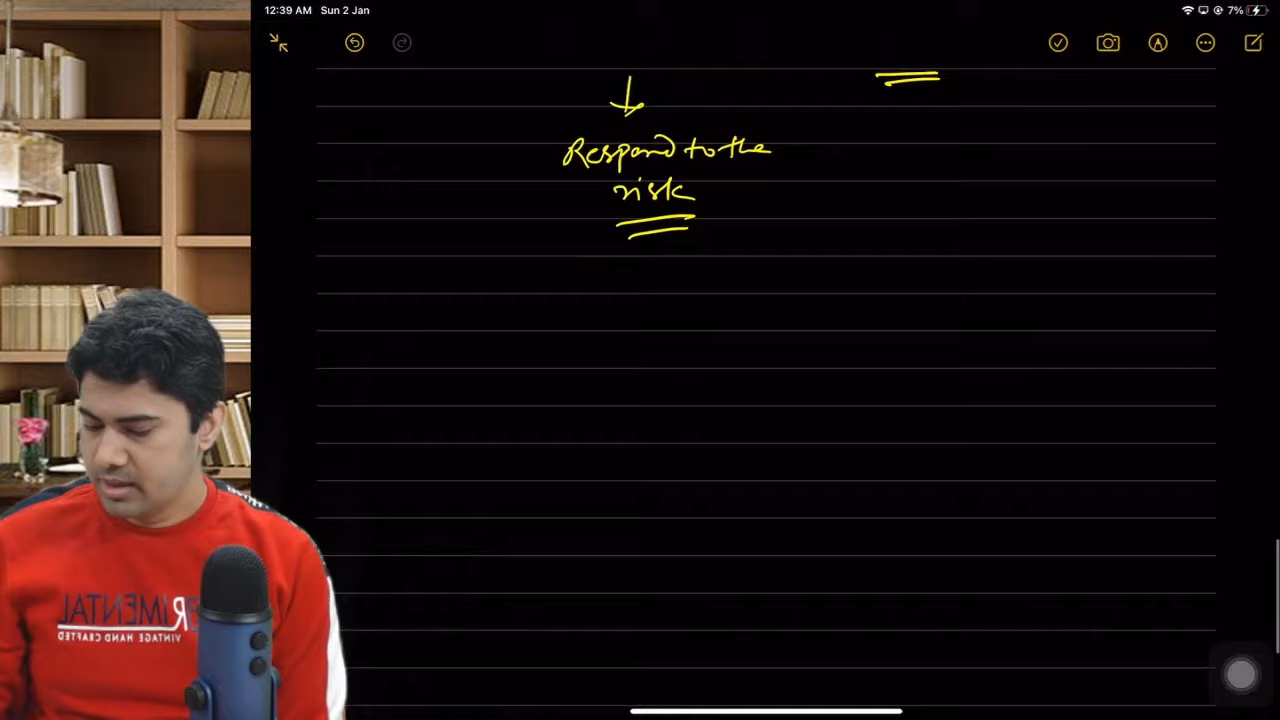 12:39 AM Sun 2 Jan
7%
Respond to the
risk
RIMENTAL
VINTAGE HAND CRAFTED